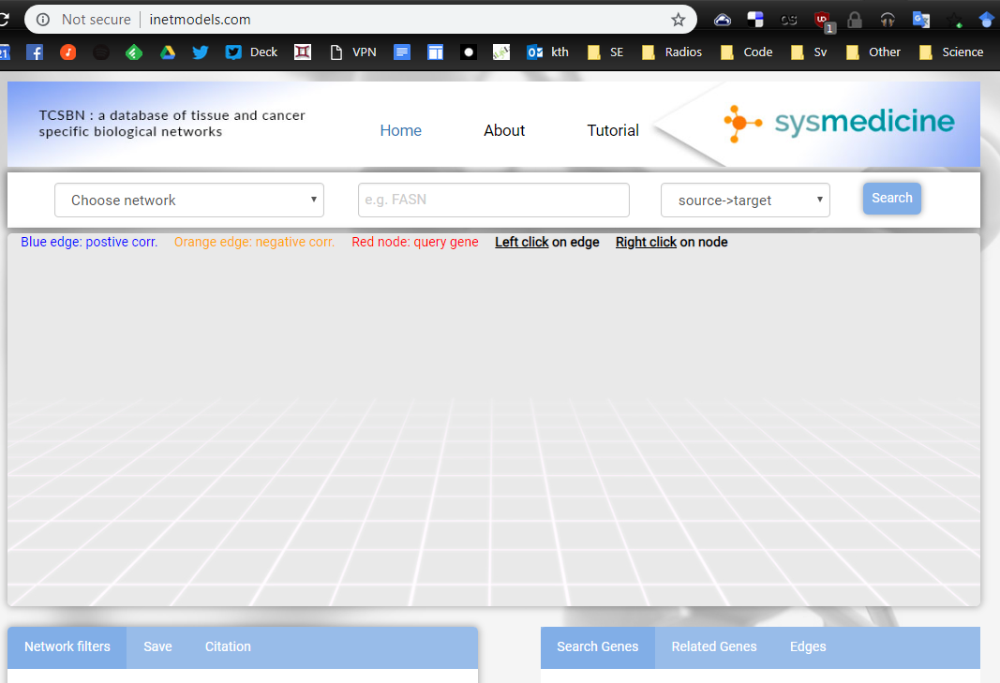 Not secure inetmodels.com
CS
UD
1
21
Deck
VPN
kth
SE
Radios
Code
Sv
Other
Science
TCSBN : a database of tissue and cancer
specific biological networks
Home
About
Tutorial
sysmedicine
Choose network
e.g. FASN
source->target
Search
Blue edge: postive corr. Orange edge: negative corr. Red node: query gene Left click on edge Right click on node
Network filters Save Citation
Search Genes Related Genes Edges